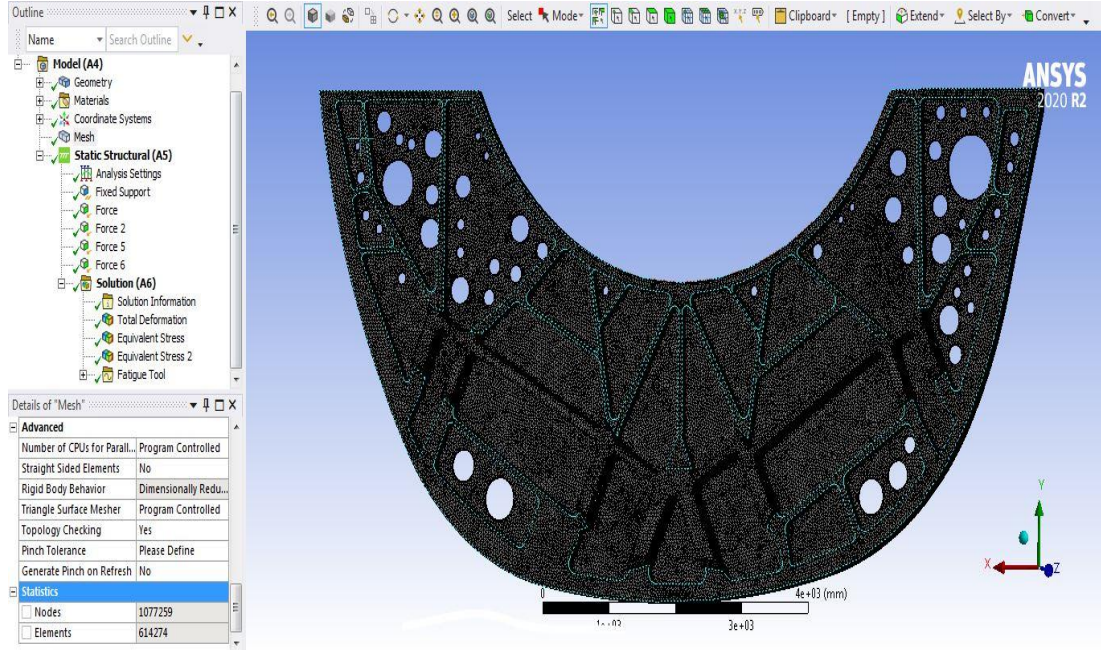 Outline
Select Mode Clipboard [ Empty ] Extend Select By Convert
Name Search Outline
Model (A4)
Geometry
Materials
Coordinate Systems
Mesh
Static Structural (A5)
Analysis Settings
Fixed Support
Force
Force 2
Force 5
Force 6
Solution (A6)
Solution Information
Total Deformation
Equivalent Stress
Equivalent Stress 2
Fatigue Tool
Details of "Mesh"
Advanced
Number of CPUs for Parall... Program Controlled
Straight Sided Elements No
Rigid Body Behavior Dimensionally Redu...
Triangle Surface Mesher Program Controlled
Topology Checking Yes
Pinch Tolerance Please Define
Generate Pinch on Refresh No
Statistics
Nodes 1077259
Elements 614274
ANSYS
2020 R2
Y
X
Z
0
4e+03 (mm)
3e+03